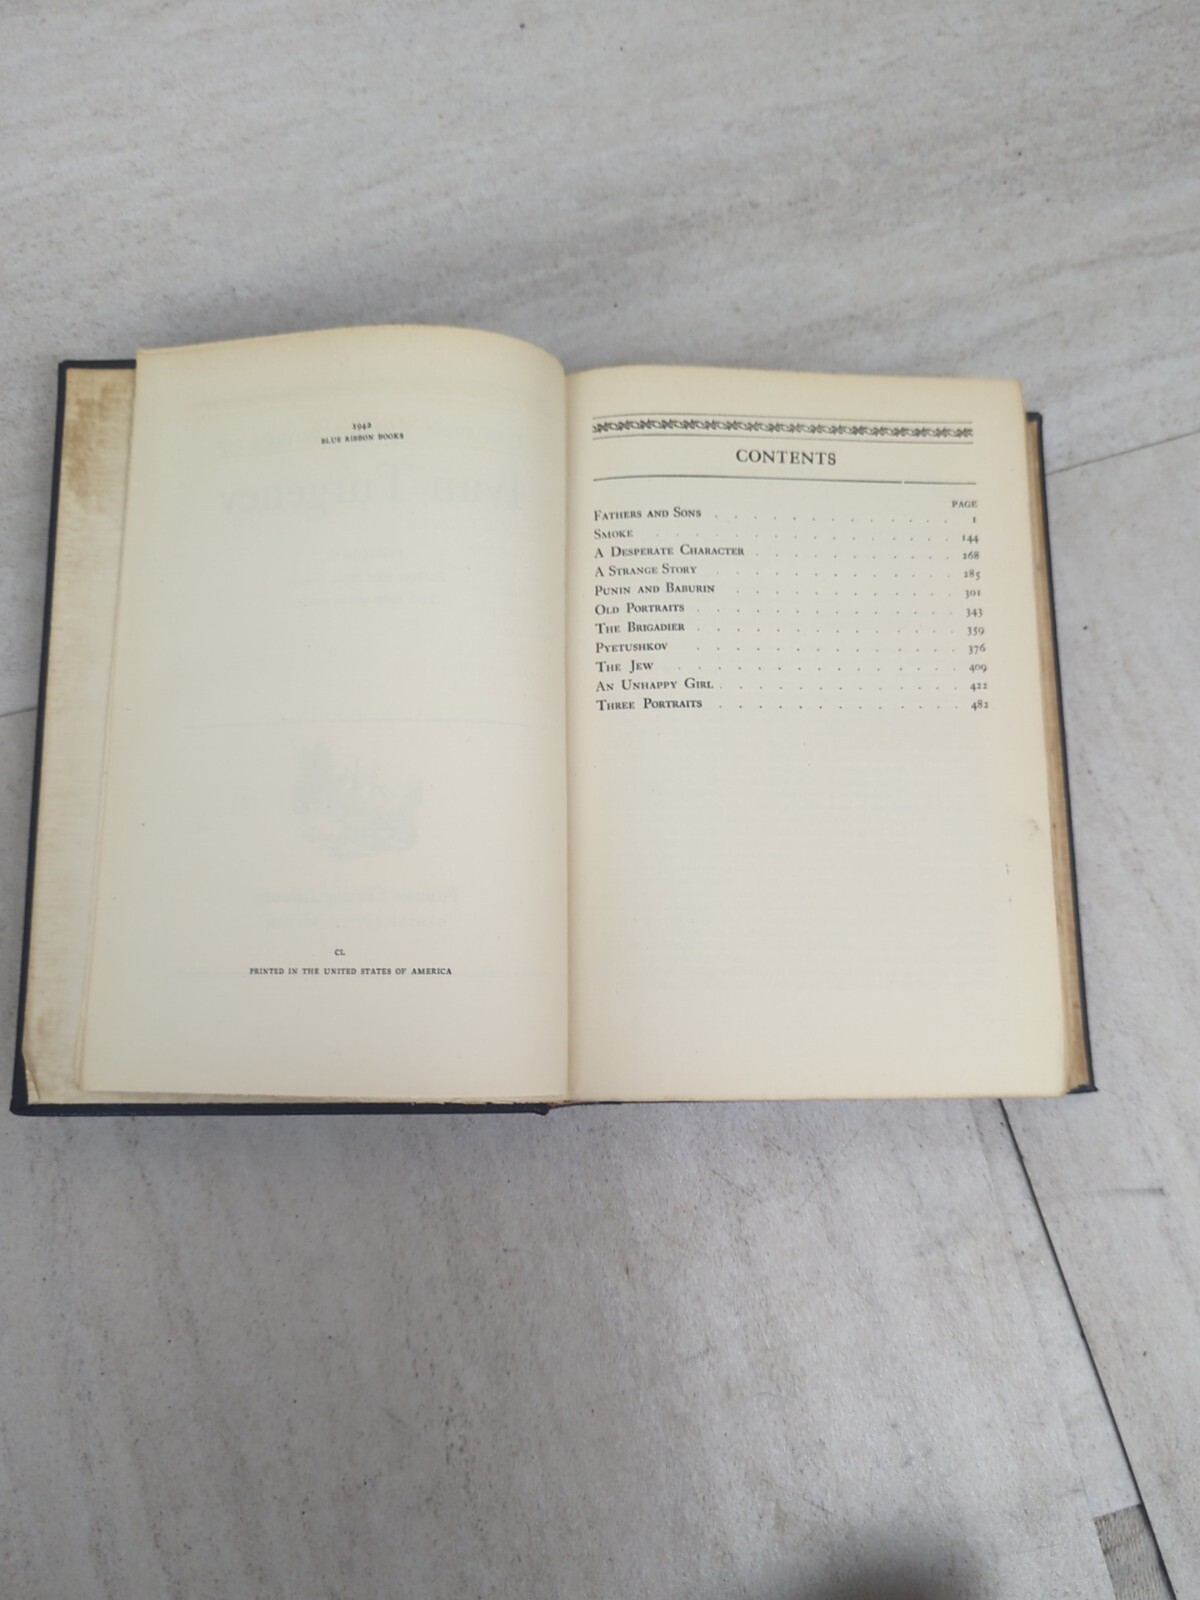 1942
BLUE RIBBON BOOKS
CL
PRINTED IN THE UNITED STATES OF AMERICA
CONTENTS
PAGE
FATHERS AND SONS . . . . . . . . . . . . . 1
SMOKE . . . . . . . . . . . . . . . . 144
A DESPERATE CHARACTER . . . . . . . . . . . 268
A STRANGE STORY . . . . . . . . . . . . . 285
PUNIN AND BABURIN . . . . . . . . . . . . 301
OLD PORTRAITS . . . . . . . . . . . . . . 343
THE BRIGADIER . . . . . . . . . . . . . . 359
PYETUSHKOV . . . . . . . . . . . . . . 376
THE JEW . . . . . . . . . . . . . . . 409
AN UNHAPPY GIRL . . . . . . . . . . . . . 422
THREE PORTRAITS . . . . . . . . . . . . . 482